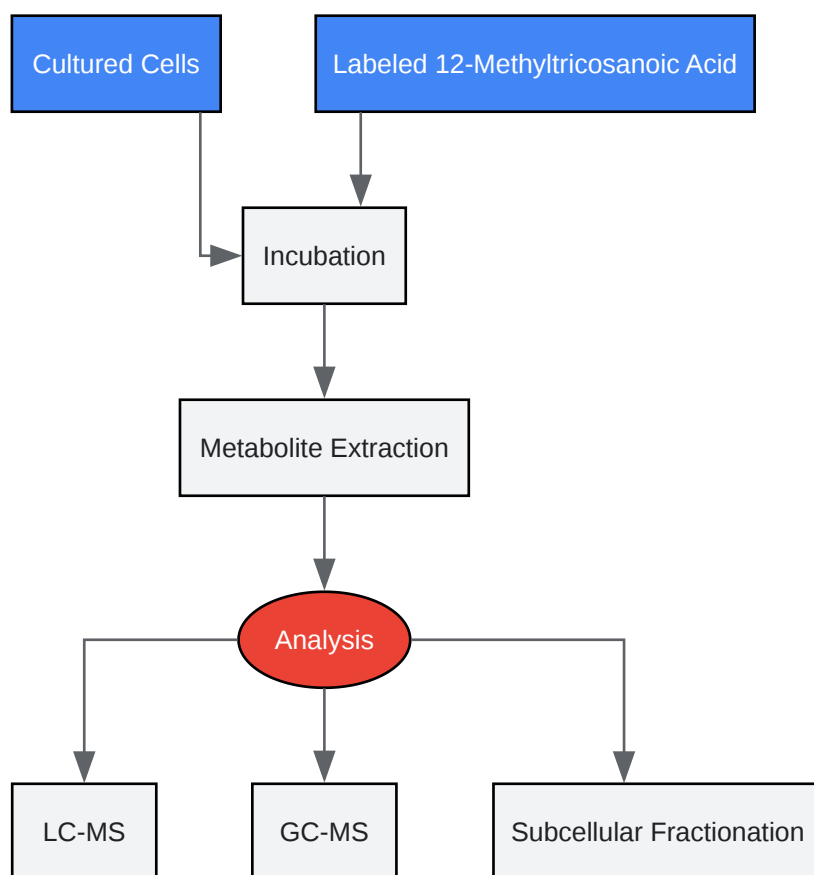 Cultured Cells
Labeled 12-Methyltricosanoic Acid
Incubation
Metabolite Extraction
Analysis
LC-MS
GC-MS
Subcellular Fractionation